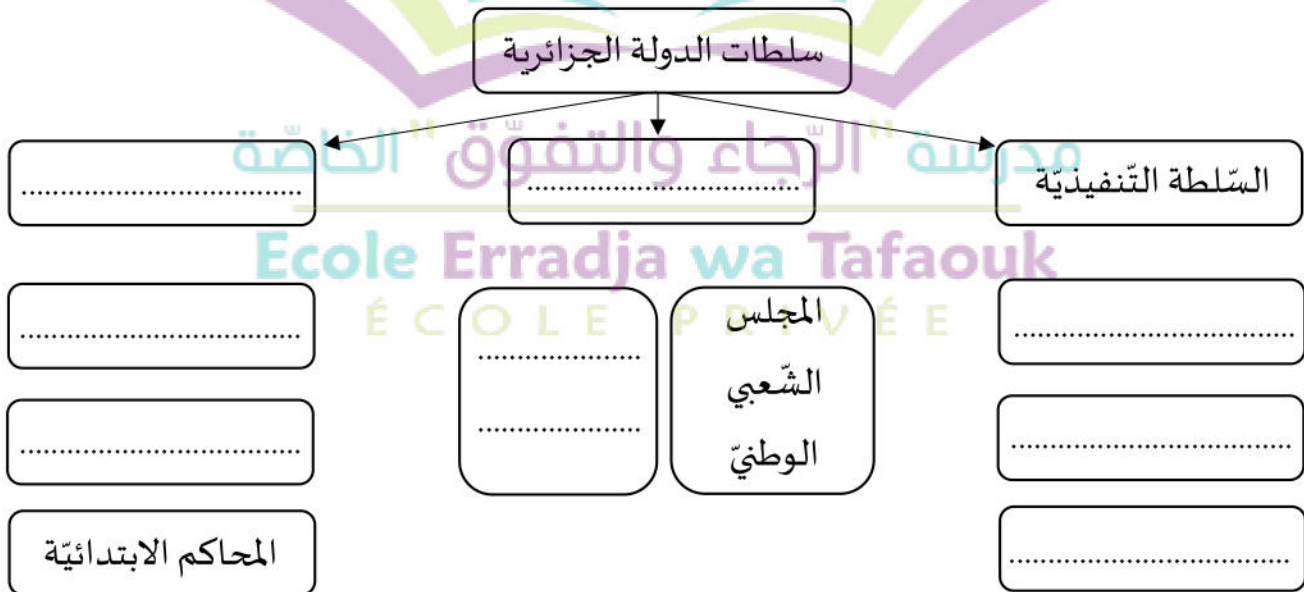 سلطات الدولة الجزائرية
السّلطة التّنفيذيّة
.................................
.................................
مدرسة "الرّجاء والتفوّق" الخاصّة
Ecole Erradja wa Tafaouk
ÉCOLE PRIVÉE
.................................
.................................
.................................
المجلس
الشّعبي
الوطنيّ
....................
....................
.................................
.................................
المحاكم الابتدائيّة